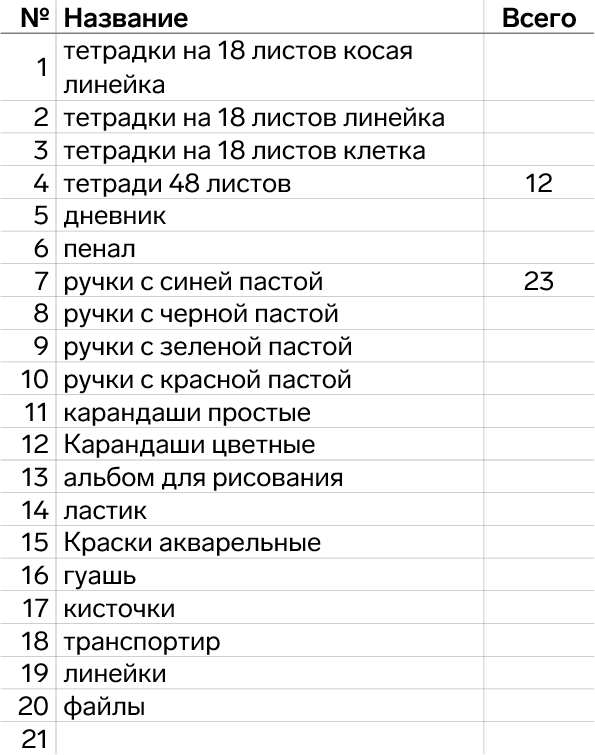 № Название Всего
1 тетрадки на 18 листов косая
линейка
2 тетрадки на 18 листов линейка
3 тетрадки на 18 листов клетка
4 тетради 48 листов 12
5 дневник
6 пенал
7 ручки с синей пастой 23
8 ручки с черной пастой
9 ручки с зеленой пастой
10 ручки с красной пастой
11 карандаши простые
12 Карандаши цветные
13 альбом для рисования
14 ластик
15 Краски акварельные
16 гуашь
17 кисточки
18 транспортир
19 линейки
20 файлы
21